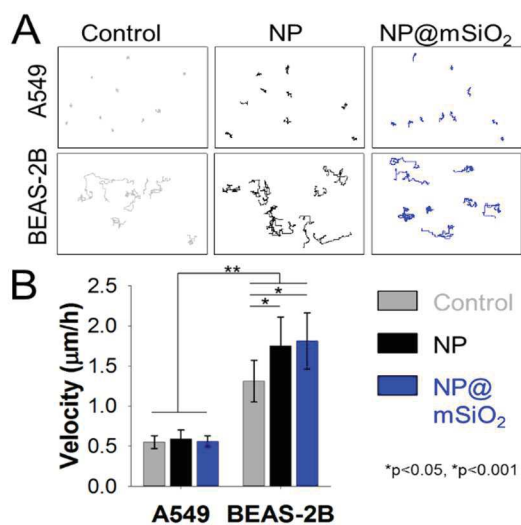 A
Control NP NP@mSiO₂
A549
BEAS-2B
B
**
*
*
2.5
2.0
1.5
1.0
0.5
0.0
Velocity (μm/h)
A549 BEAS-2B
Control
NP
NP@
mSiO₂
*p<0.05, *p<0.001